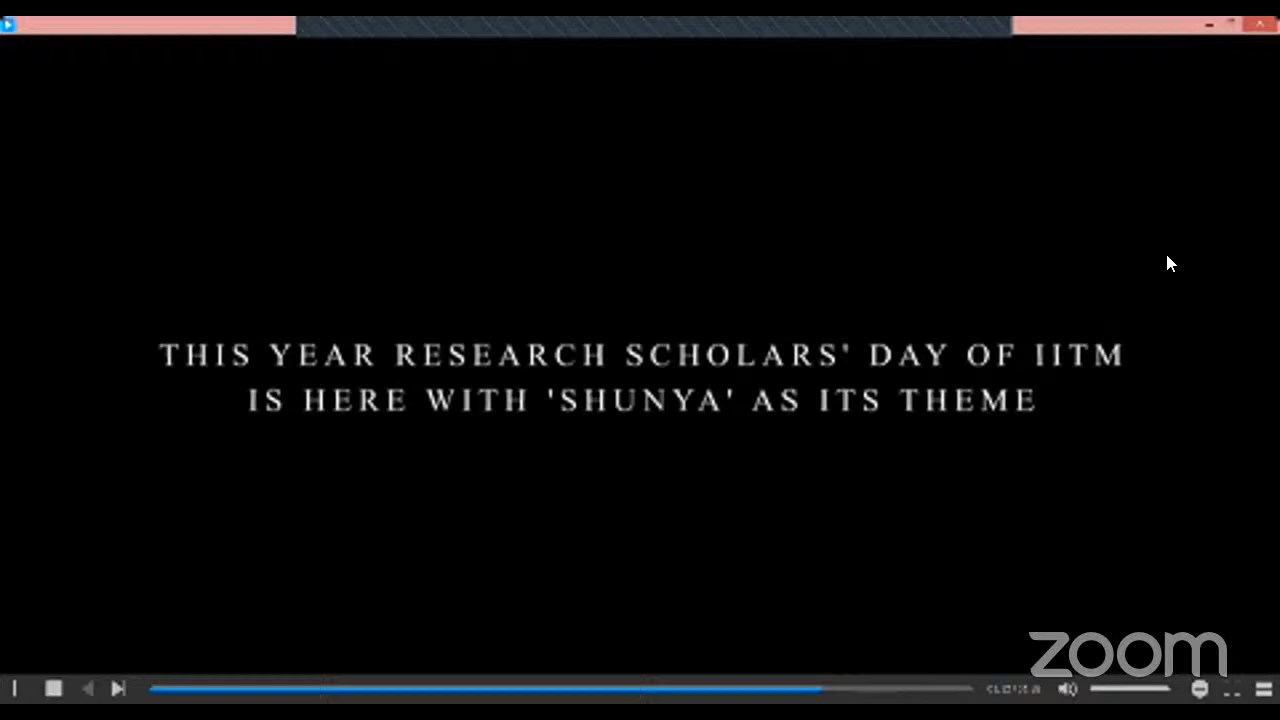 THIS YEAR RESEARCH SCHOLARS' DAY OF IITM
IS HERE WITH 'SHUNYA' AS ITS THEME
zoom